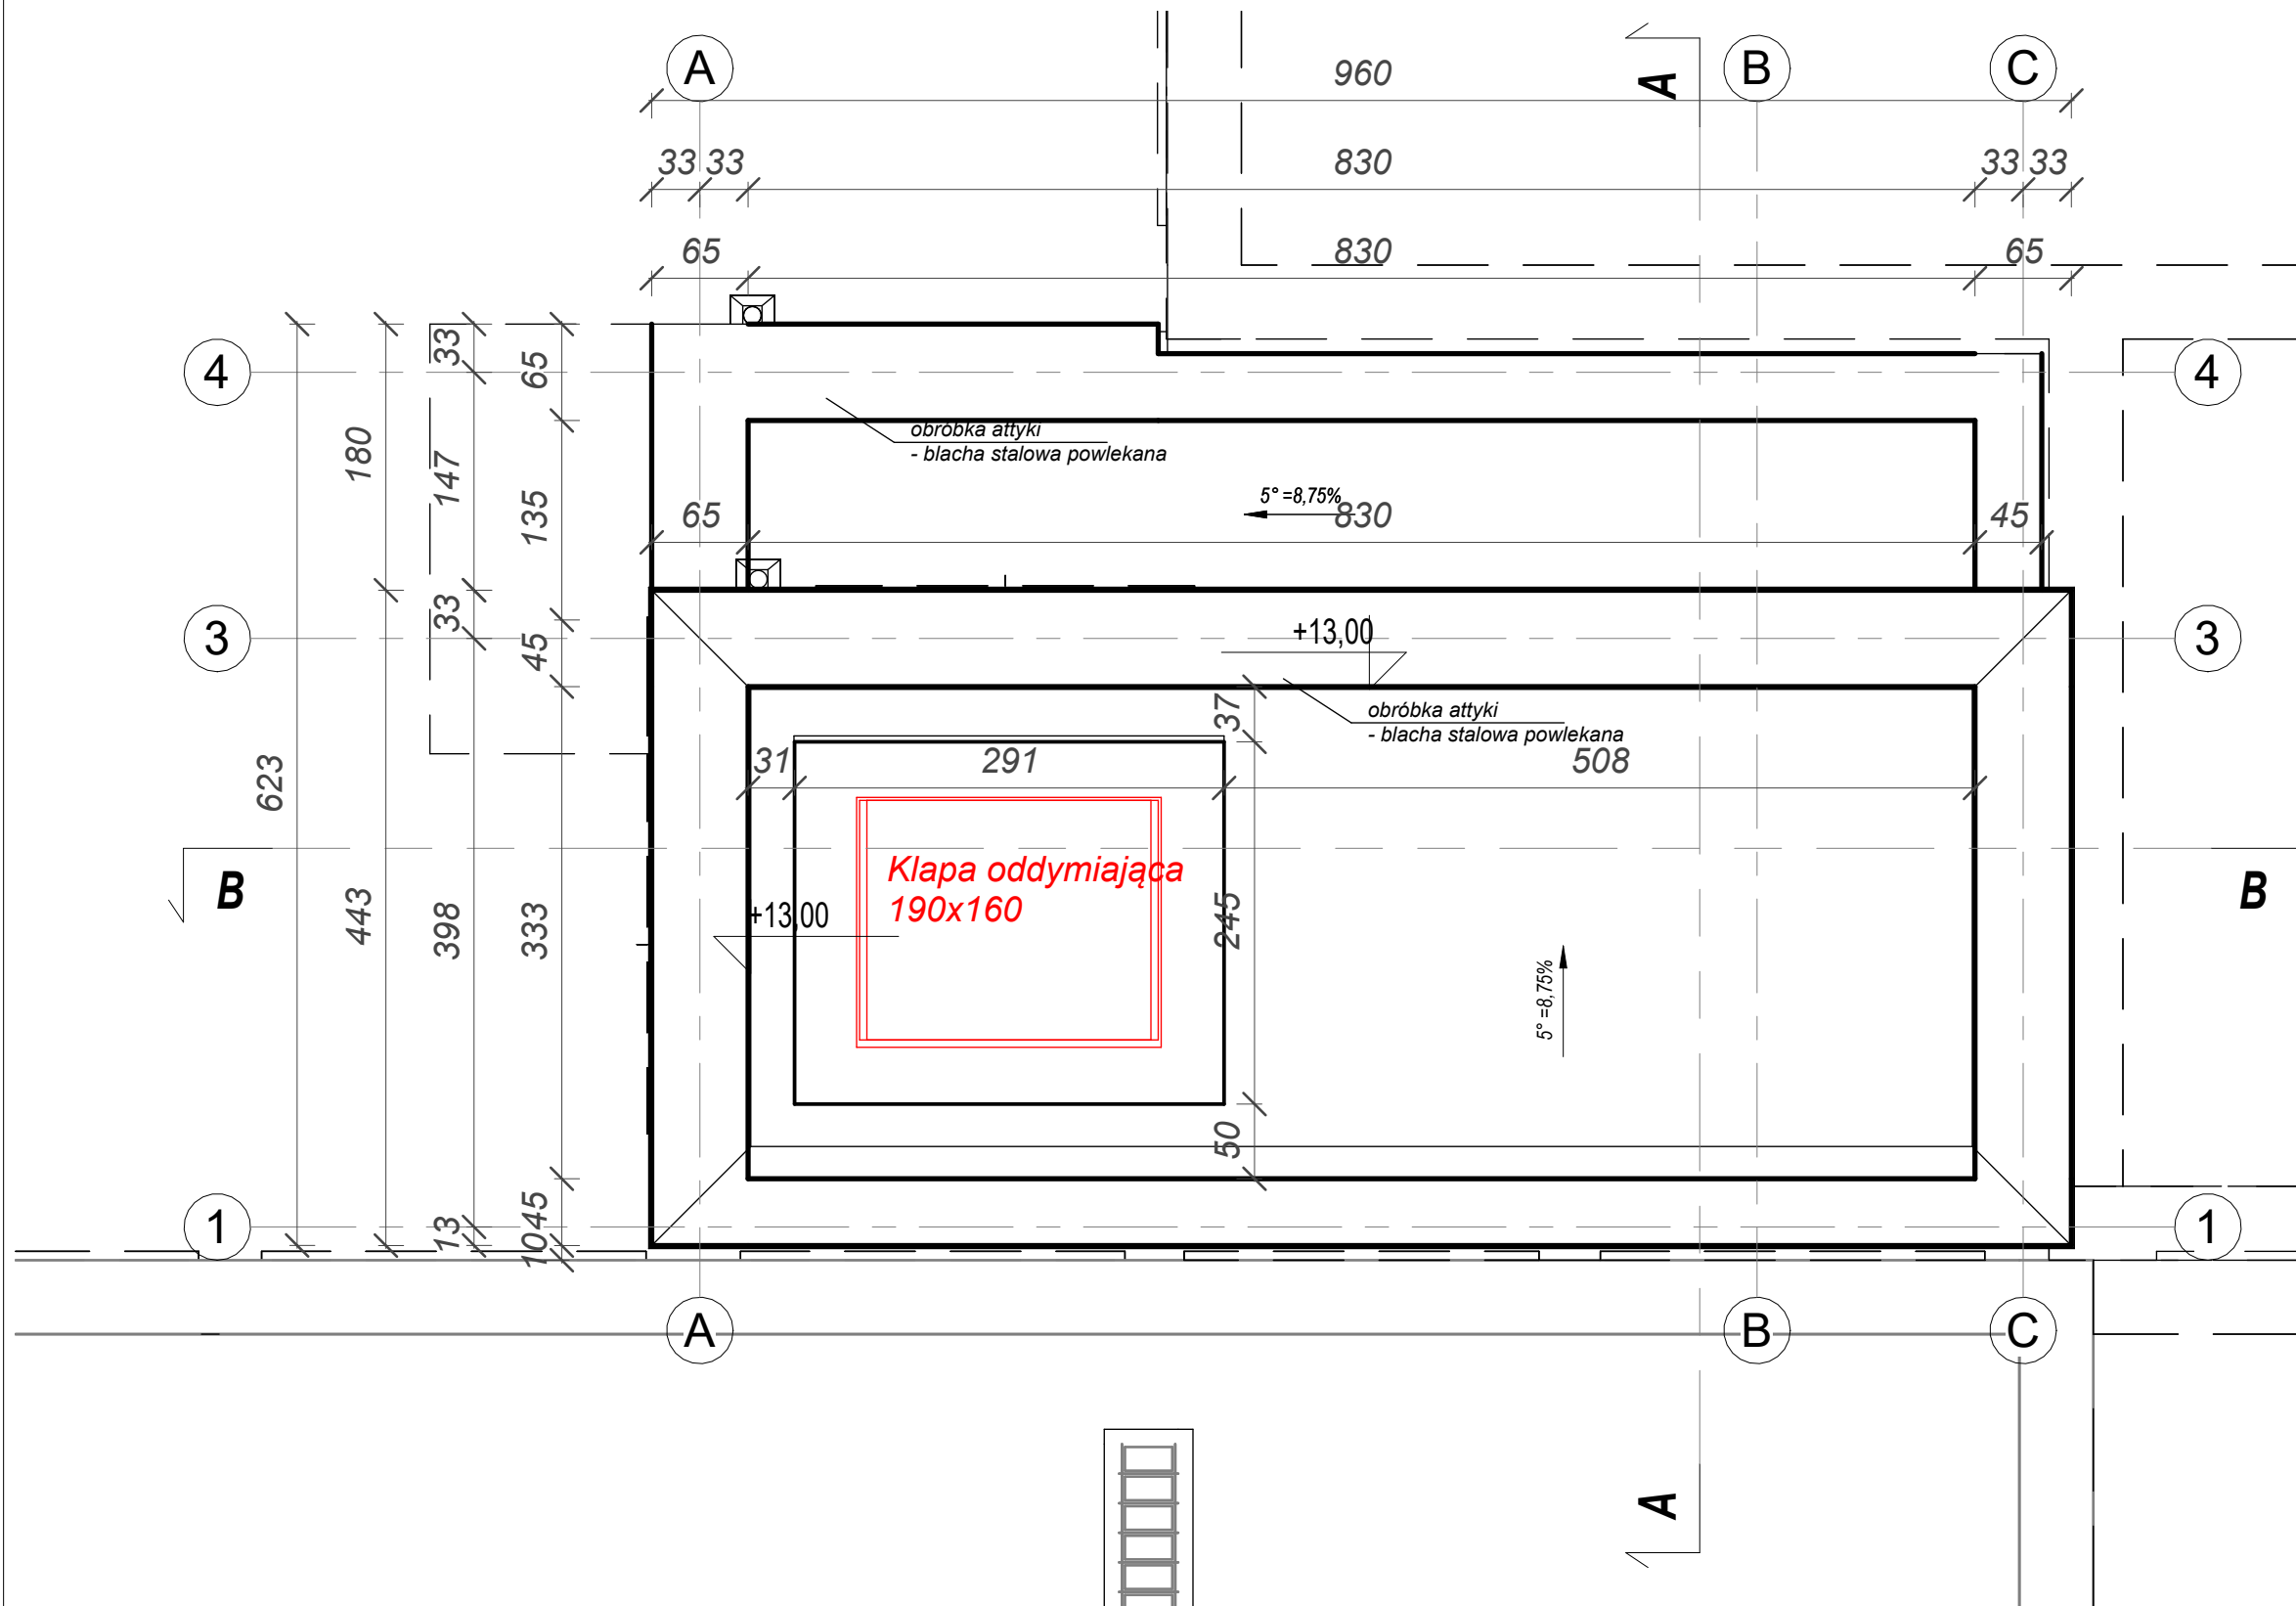 A
B
C
A
960
33
33
830
33
33
65
830
65
4
33
65
4
obróbka attyki
- blacha stalowa powlekana
180
147
135
5° =8,75%
65
830
45
3
33
45
+13,00
3
obróbka attyki
- blacha stalowa powlekana
37
31
291
508
623
Klapa oddymiająca
190x160
B
B
+13,00
443
398
333
245
5° =8,75%
50
1
13
1045
1
A
B
C
A